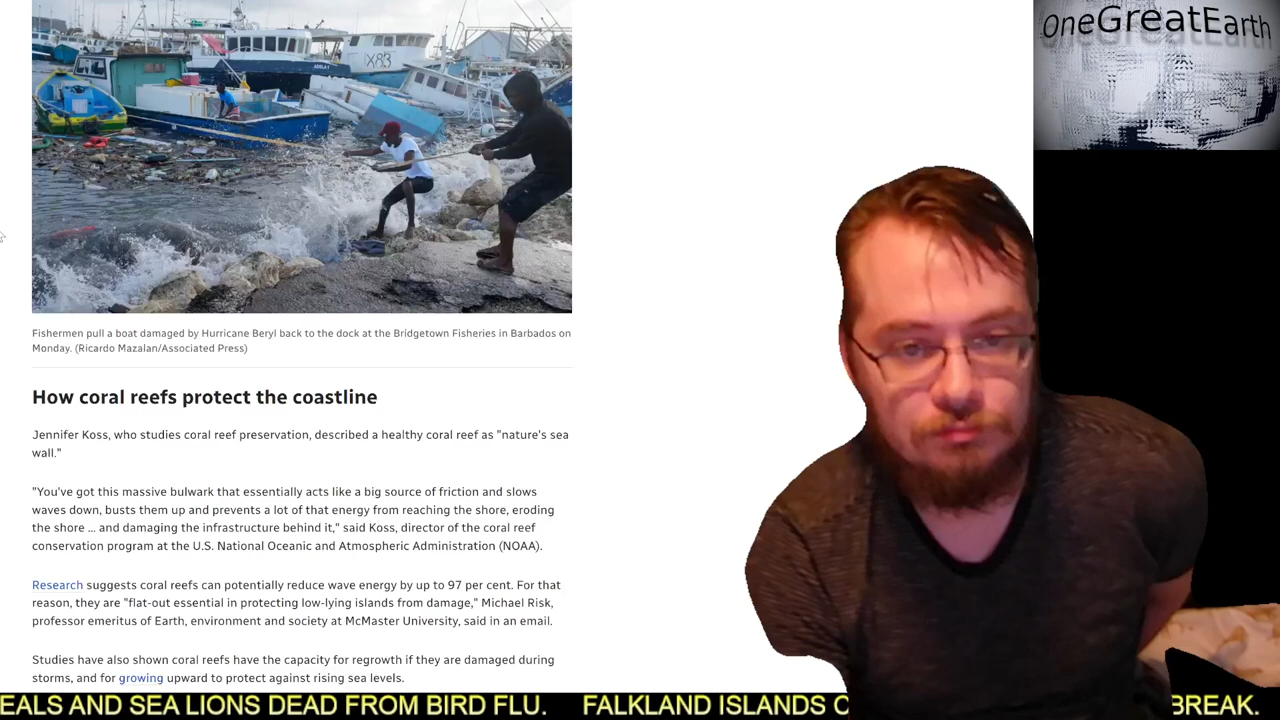 OneGreatEarth
X83
Fishermen pull a boat damaged by Hurricane Beryl back to the dock at the Bridgetown Fisheries in Barbados on
Monday. (Ricardo Mazalan/Associated Press)
How coral reefs protect the coastline
Jennifer Koss, who studies coral reef preservation, described a healthy coral reef as "nature's sea
wall."
"You've got this massive bulwark that essentially acts like a big source of friction and slows
waves down, busts them up and prevents a lot of that energy from reaching the shore, eroding
the shore ... and damaging the infrastructure behind it," said Koss, director of the coral reef
conservation program at the U.S. National Oceanic and Atmospheric Administration (NOAA).
Research suggests coral reefs can potentially reduce wave energy by up to 97 per cent. For that
reason, they are "flat-out essential in protecting low-lying islands from damage," Michael Risk,
professor emeritus of Earth, environment and society at McMaster University, said in an email.
Studies have also shown coral reefs have the capacity for regrowth if they are damaged during
storms, and for growing upward to protect against rising sea levels.
EALS AND SEA LIONS DEAD FROM BIRD FLU. FALKLAND ISLANDS BREAK.